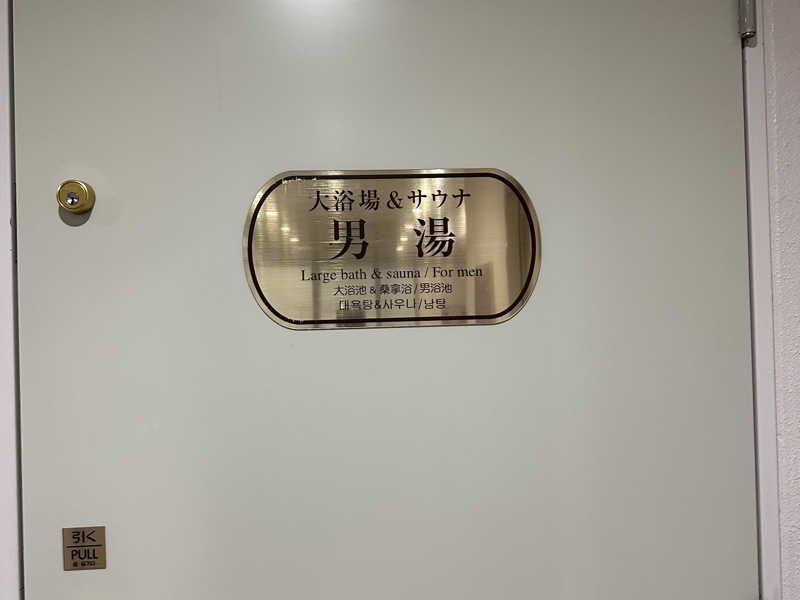 大浴場&サウナ
男 湯
Large bath & sauna / For men
大浴池 & 桑拿浴/男浴池
대욕탕&사우나/남탕
引く
PULL